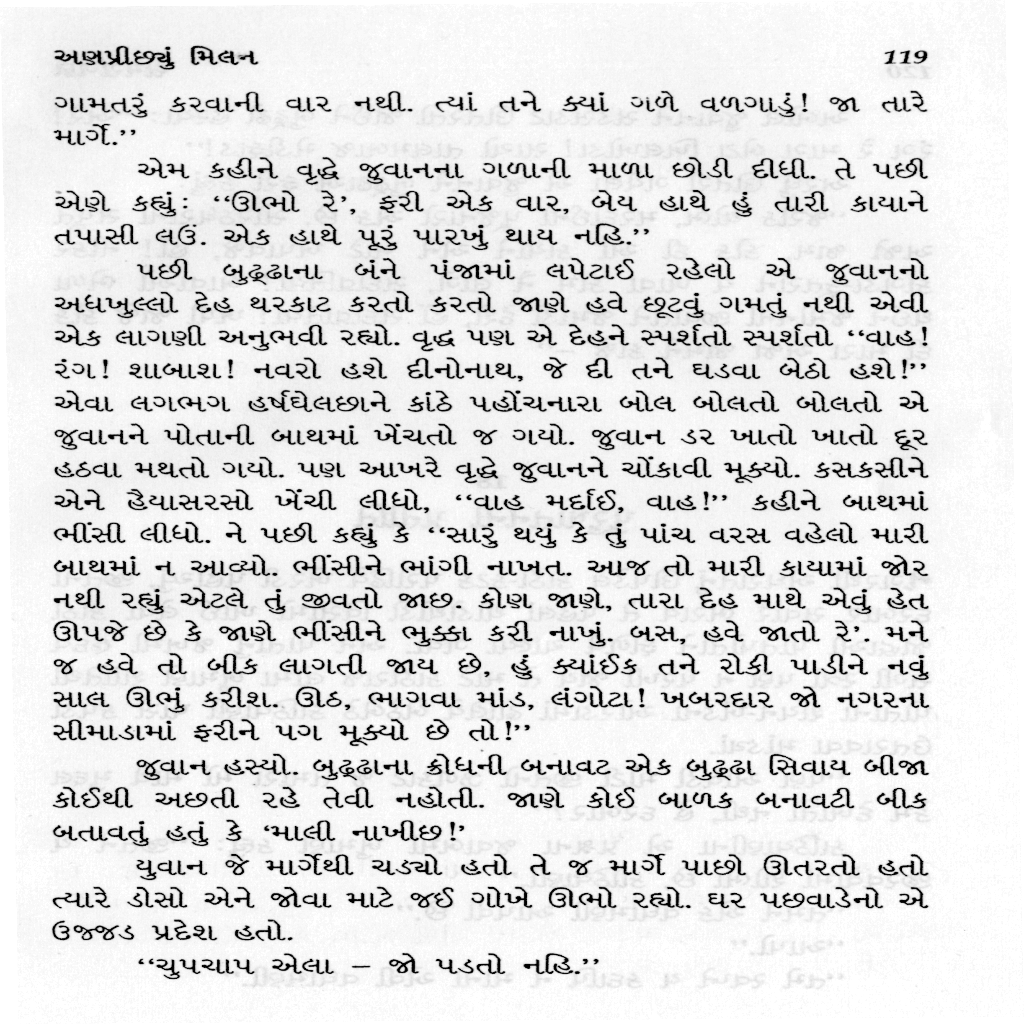 અણપ્રીછ્યું મિલન 119
ગામતરું કરવાની વાર નથી. ત્યાં તને ક્યાં ગળે વળગાડું! જા તારે
માર્ગે.”
એમ કહીને વૃદ્ધે જુવાનના ગળાની માળા છોડી દીધી. તે પછી
એણે કહ્યું: “ઊભો રે’, ફરી એક વાર, બેય હાથે હું તારી કાયાને
તપાસી લઉં. એક હાથે પૂરું પારખું થાય નહિ.”
પછી બુઢ્ઢાના બંને પંજામાં લપેટાઈ રહેલો એ જુવાનનો
અધખુલ્લો દેહ થરકાટ કરતો કરતો જાણે હવે છૂટવું ગમતું નથી એવી
એક લાગણી અનુભવી રહ્યો. વૃદ્ધ પણ એ દેહને સ્પર્શતો સ્પર્શતો “વાહ!
રંગ! શાબાશ! નવરો હશે દીનોનાથ, જે દી તને ઘડવા બેઠો હશે!”
એવા લગભગ હર્ષઘેલછાને કાંઠે પહોંચનારા બોલ બોલતો બોલતો એ
જુવાનને પોતાની બાથમાં ખેંચતો જ ગયો. જુવાન ડર ખાતો ખાતો દૂર
હઠવા મથતો ગયો. પણ આખરે વૃદ્ધે જુવાનને ચોંકાવી મૂક્યો. કસકસીને
એને હૈયાસરસો ખેંચી લીધો, “વાહ મર્દાઈ, વાહ!” કહીને બાથમાં
ભીંસી લીધો. ને પછી કહ્યું કે “સારું થયું કે તું પાંચ વરસ વહેલો મારી
બાથમાં ન આવ્યો. ભીંસીને ભાંગી નાખત. આજ તો મારી કાયામાં જોર
નથી રહ્યું એટલે તું જીવતો જાછ. કોણ જાણે, તારા દેહ માથે એવું હેત
ઊપજે છે કે જાણે ભીંસીને ભુક્કા કરી નાખું. બસ, હવે જાતો રે’. મને
જ હવે તો બીક લાગતી જાય છે, હું ક્યાંઈક તને રોકી પાડીને નવું
સાલ ઊભું કરીશ. ઊઠ, ભાગવા માંડ, લંગોટા! ખબરદાર જો નગરના
સીમાડામાં ફરીને પગ મૂક્યો છે તો!”
જુવાન હસ્યો. બુઢ્ઢાના ક્રોધની બનાવટ એક બુઢ્ઢા સિવાય બીજા
કોઈથી અછતી રહે તેવી નહોતી. જાણે કોઈ બાળક બનાવટી બીક
બતાવતું હતું કે ‘માલી નાખીછ!’
યુવાન જે માર્ગેથી ચડ્યો હતો તે જ માર્ગે પાછો ઊતરતો હતો
ત્યારે ડોસો એને જોવા માટે જઈ ગોખે ઊભો રહ્યો. ઘર પછવાડેનો એ
ઉજ્જડ પ્રદેશ હતો.
“ચુપચાપ એલા – જો પડતો નહિ.”